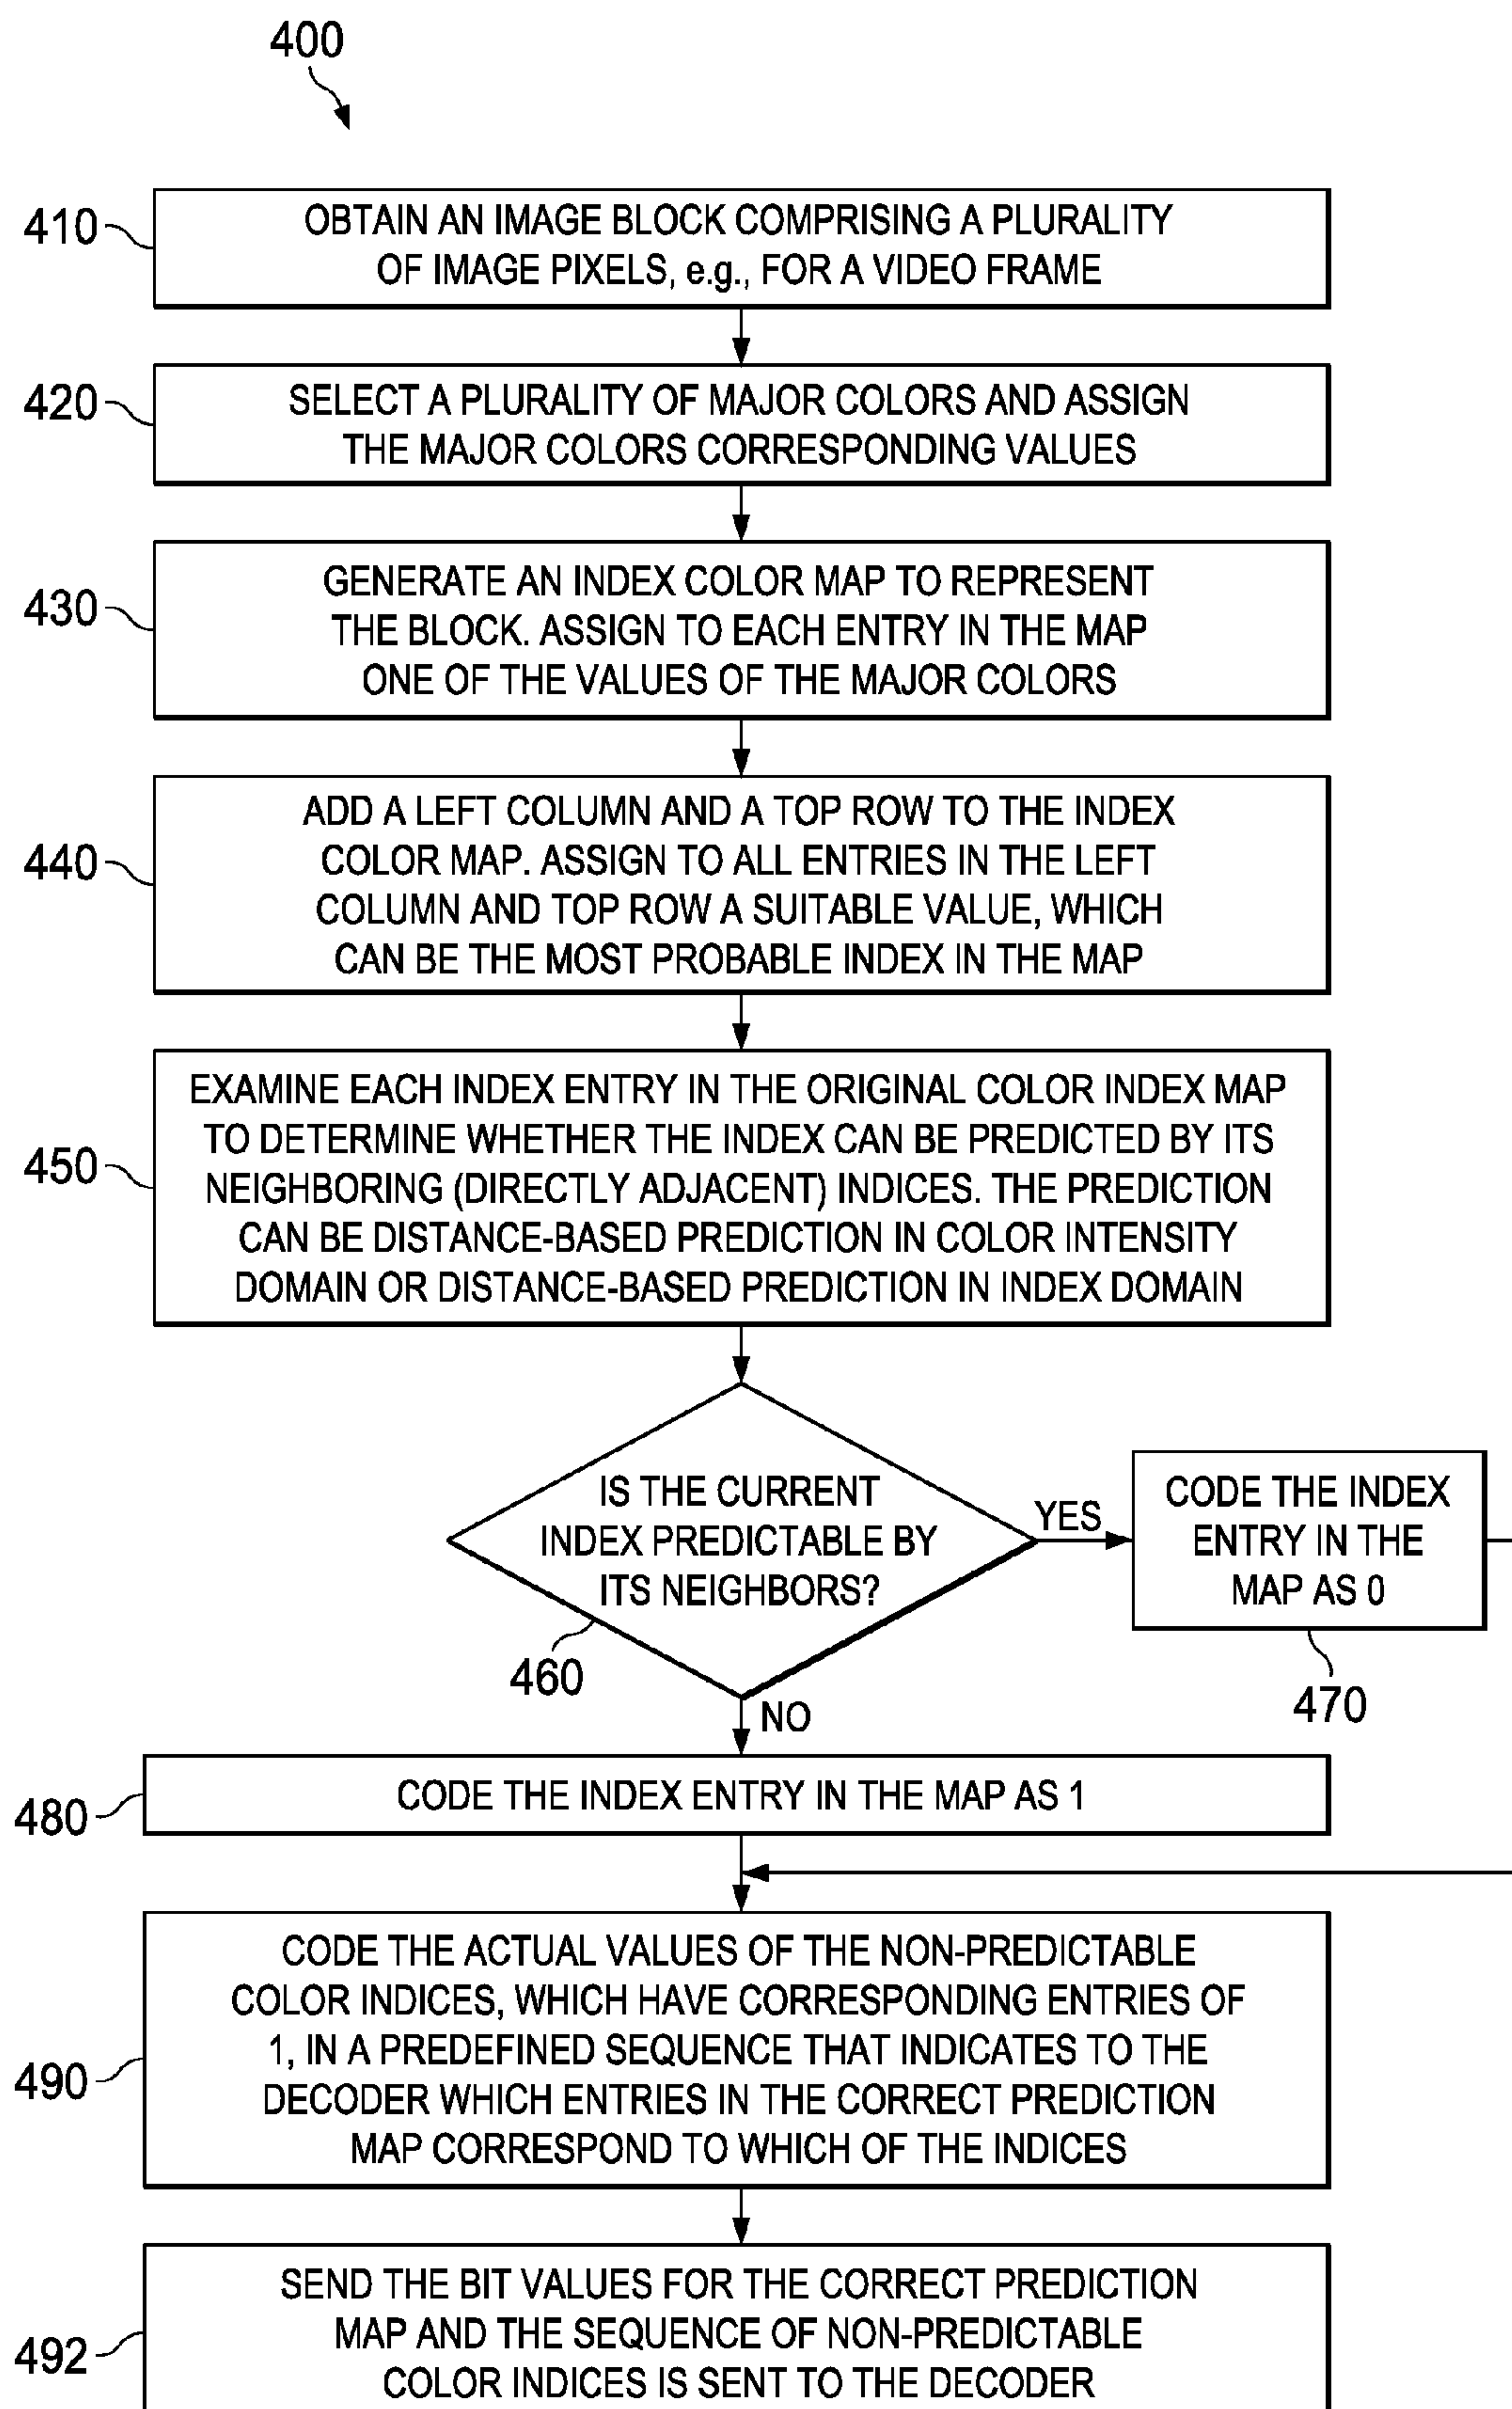 400
410
OBTAIN AN IMAGE BLOCK COMPRISING A PLURALITY
OF IMAGE PIXELS, e.g., FOR A VIDEO FRAME
420
SELECT A PLURALITY OF MAJOR COLORS AND ASSIGN
THE MAJOR COLORS CORRESPONDING VALUES
430
GENERATE AN INDEX COLOR MAP TO REPRESENT
THE BLOCK. ASSIGN TO EACH ENTRY IN THE MAP
ONE OF THE VALUES OF THE MAJOR COLORS
440
ADD A LEFT COLUMN AND A TOP ROW TO THE INDEX
COLOR MAP. ASSIGN TO ALL ENTRIES IN THE LEFT
COLUMN AND TOP ROW A SUITABLE VALUE, WHICH
CAN BE THE MOST PROBABLE INDEX IN THE MAP
450
EXAMINE EACH INDEX ENTRY IN THE ORIGINAL COLOR INDEX MAP
TO DETERMINE WHETHER THE INDEX CAN BE PREDICTED BY ITS
NEIGHBORING (DIRECTLY ADJACENT) INDICES. THE PREDICTION
CAN BE DISTANCE-BASED PREDICTION IN COLOR INTENSITY
DOMAIN OR DISTANCE-BASED PREDICTION IN INDEX DOMAIN
IS THE CURRENT
INDEX PREDICTABLE BY
ITS NEIGHBORS?
460
YES
CODE THE INDEX
ENTRY IN THE
MAP AS 0
470
NO
480
CODE THE INDEX ENTRY IN THE MAP AS 1
490
CODE THE ACTUAL VALUES OF THE NON-PREDICTABLE
COLOR INDICES, WHICH HAVE CORRESPONDING ENTRIES OF
1, IN A PREDEFINED SEQUENCE THAT INDICATES TO THE
DECODER WHICH ENTRIES IN THE CORRECT PREDICTION
MAP CORRESPOND TO WHICH OF THE INDICES
492
SEND THE BIT VALUES FOR THE CORRECT PREDICTION
MAP AND THE SEQUENCE OF NON-PREDICTABLE
COLOR INDICES IS SENT TO THE DECODER